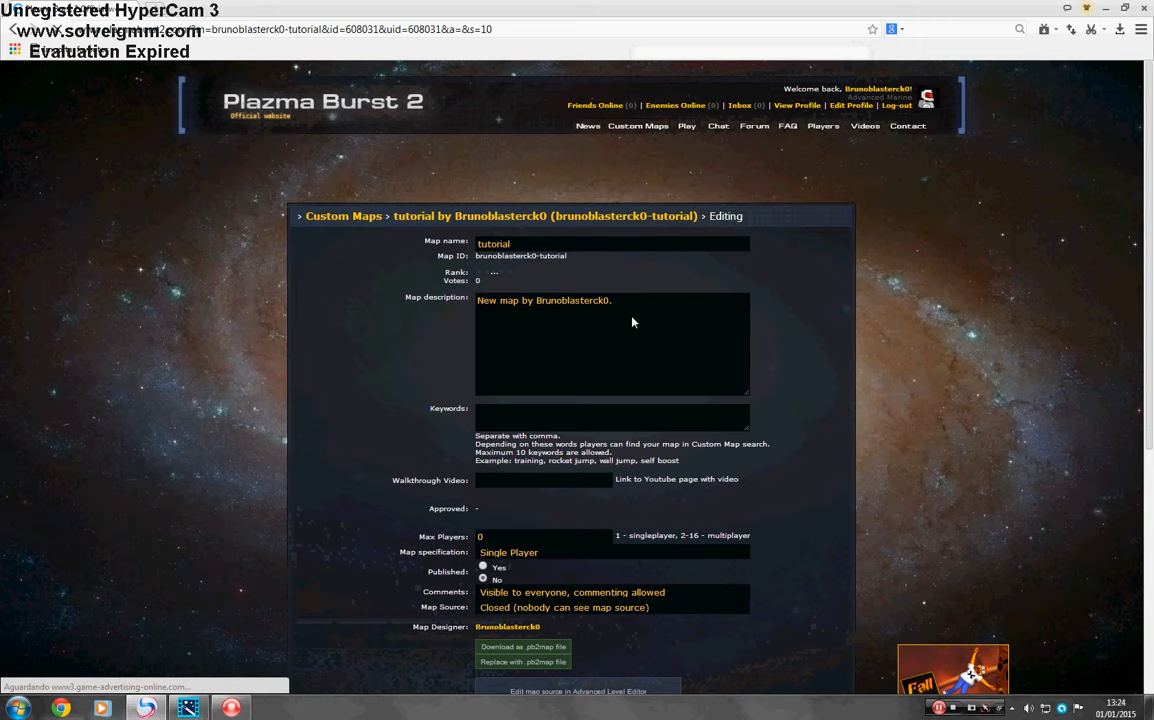 Unregistered HyperCam 3
www.solveigmm.com
Evaluation Expired
brunoblasterck0-tutorial&id=608031&uid=608031&a=&s=10
Plazma Burst 2
Official website
Welcome back, Brunoblasterck0!
Advanced Marine
Friends Online (0) | Enemies Online (0) | Inbox (0) | View Profile | Edit Profile | Log-out
News Custom Maps Play Chat Forum FAQ Players Videos Contact
› Custom Maps › tutorial by Brunoblasterck0 (brunoblasterck0-tutorial) › Editing
Map name: tutorial
Map ID: brunoblasterck0-tutorial
Rank: ...
Votes: 0
Map description: New map by Brunoblasterck0.
Keywords:
Separate with comma.
Depending on these words players can find your map in Custom Map search.
Maximum 10 keywords are allowed.
Example: training, rocket jump, wall jump, self boost
Walkthrough Video: Link to Youtube page with video
Approved: -
Max Players: 0 1 - singleplayer, 2-16 - multiplayer
Map specification: Single Player
Published: Yes
No
Comments: Visible to everyone, commenting allowed
Map Source: Closed (nobody can see map source)
Map Designer: Brunoblasterck0
Download as .pb2map file
Replace with .pb2map file
Edit map source in Advanced Level Editor
Fall
Aguardando www3.game-advertising-online.com...
13:24
01/01/2015